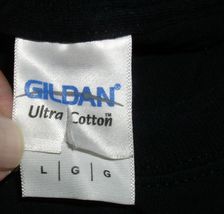 GILDAN
Ultra Cotton™
L | G | G